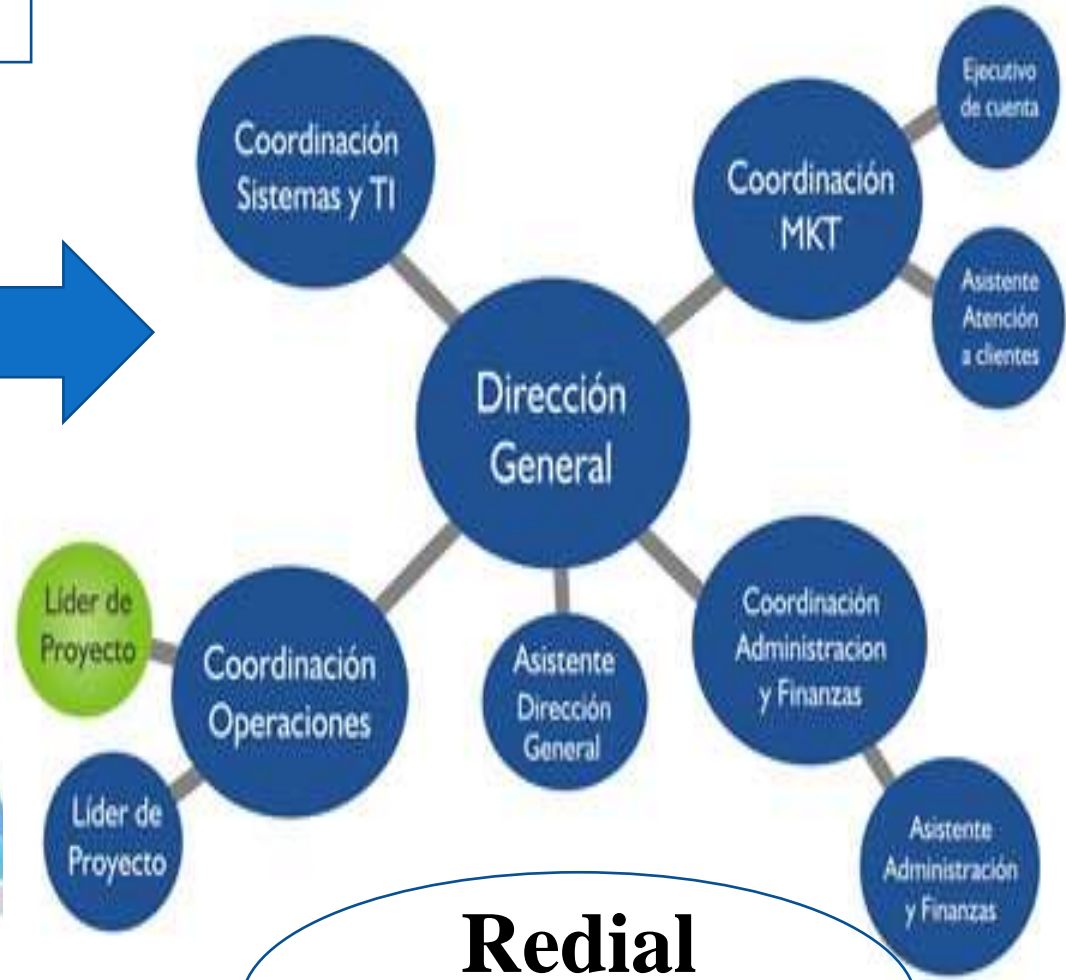 Coordinación
Sistemas y TI
Coordinación
MKT
Ejecutivo
de cuenta
Asistente
Atención
a clientes
Dirección
General
Líder de
Proyecto
Coordinación
Operaciones
Líder de
Proyecto
Asistente
Dirección
General
Coordinación
Administracion
y Finanzas
Asistente
Administración
y Finanzas
Redial